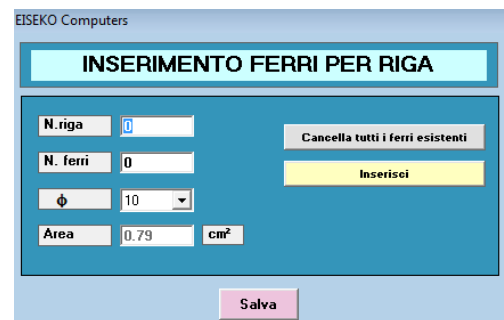 EISEKO Computers
INSERIMENTO FERRI PER RIGA
N.riga 0
Cancella tutti i ferri esistenti
N. ferri 0
Inserisci
ϕ 10
Area 0.79 cm²
Salva